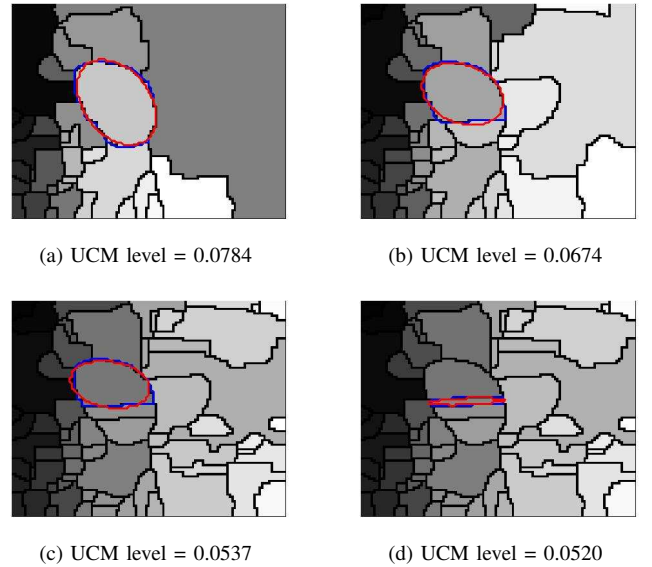 (a) UCM level = 0.0784
(b) UCM level = 0.0674
(c) UCM level = 0.0537
(d) UCM level = 0.0520